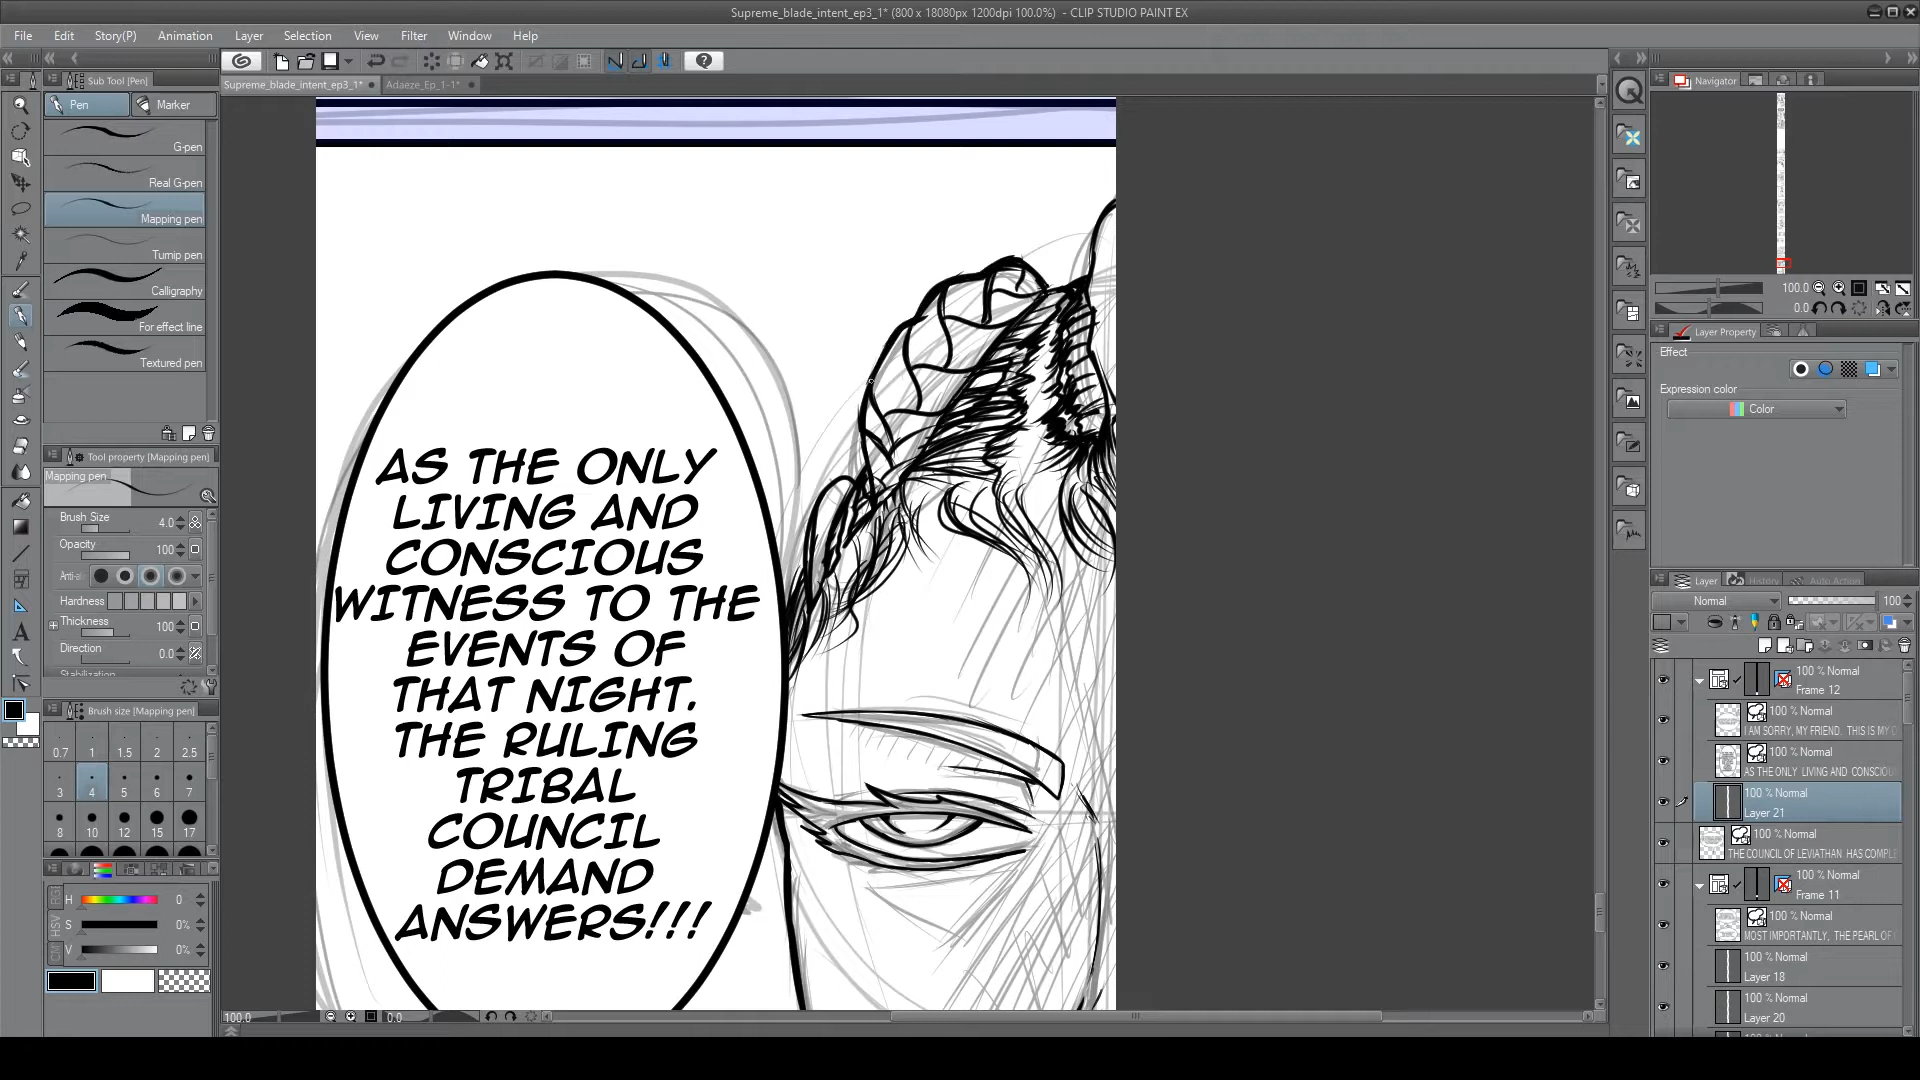 Supreme_blade_intent_ep3_1* (800 x 18080px 1200dpi 100.0%) - CLIP STUDIO PAINT EX
File Edit Story(P) Animation Layer Selection View Filter Window Help
Sub Tool [Pen]
Supreme_blade_intent_ep3_1* Adaeze_Ep_1-1*
Navigator
Pen Marker
G-pen
Real G-pen
Mapping pen
Turnip pen
Calligraphy
For effect line
Textured pen
Tool property [Mapping pen]
Mapping pen
Brush Size 4.0
Opacity 100
Anti-a
Hardness
Thickness 100
Direction 0.0
Stabilization
Brush size [Mapping pen]
0.7 1 1.5 2 2.5
3 4 5 6 7
8 10 12 15 17
H 0
S 0%
V 0%
AS THE ONLY
LIVING AND
CONSCIOUS
WITNESS TO THE
EVENTS OF
THAT NIGHT.
THE RULING
TRIBAL
COUNCIL
DEMAND
ANSWERS!!!
100.0 0.0
100.0
0.0
Layer Property
Effect
Expression color
Color
Layer History Auto Action
Normal 100
100 % Normal
Frame 12
100 % Normal
I AM SORRY, MY FRIEND. THIS IS MY D
100 % Normal
AS THE ONLY LIVING AND CONSCIOU
100 % Normal
Layer 21
100 % Normal
THE COUNCIL OF LEVIATHAN HAS COMPL
100 % Normal
Frame 11
100 % Normal
MOST IMPORTANTLY, THE PEARL OF
100 % Normal
Layer 18
100 % Normal
Layer 20